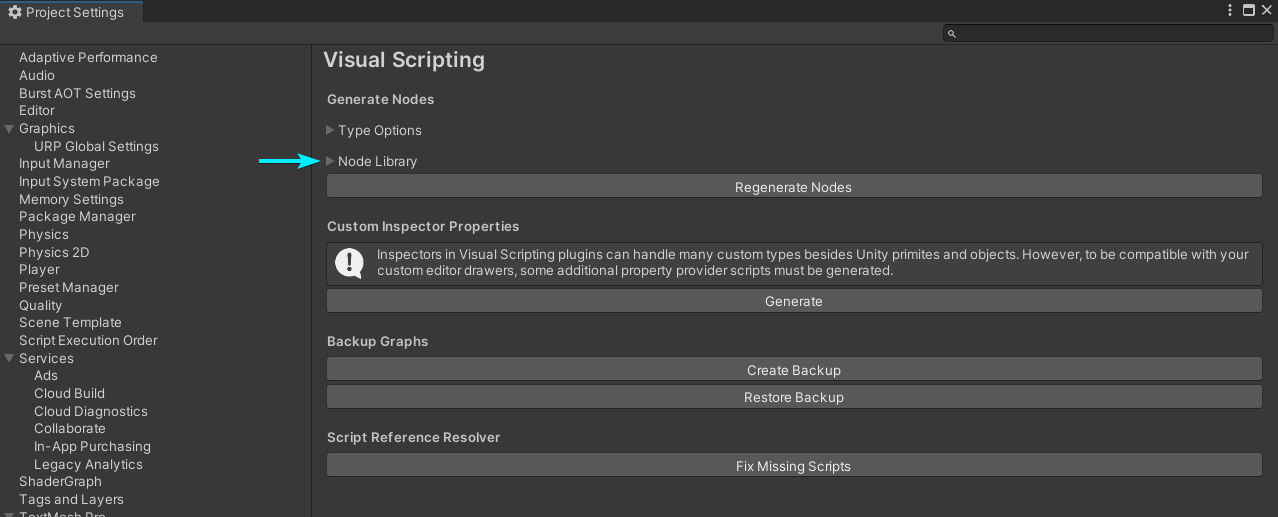 Project Settings
Adaptive Performance
Audio
Burst AOT Settings
Editor
Graphics
URP Global Settings
Input Manager
Input System Package
Memory Settings
Package Manager
Physics
Physics 2D
Player
Preset Manager
Quality
Scene Template
Script Execution Order
Services
Ads
Cloud Build
Cloud Diagnostics
Collaborate
In-App Purchasing
Legacy Analytics
ShaderGraph
Tags and Layers
TextMesh Pro
Visual Scripting
Generate Nodes
Type Options
Node Library
Regenerate Nodes
Custom Inspector Properties
Inspectors in Visual Scripting plugins can handle many custom types besides Unity primites and objects. However, to be compatible with your
custom editor drawers, some additional property provider scripts must be generated.
Generate
Backup Graphs
Create Backup
Restore Backup
Script Reference Resolver
Fix Missing Scripts